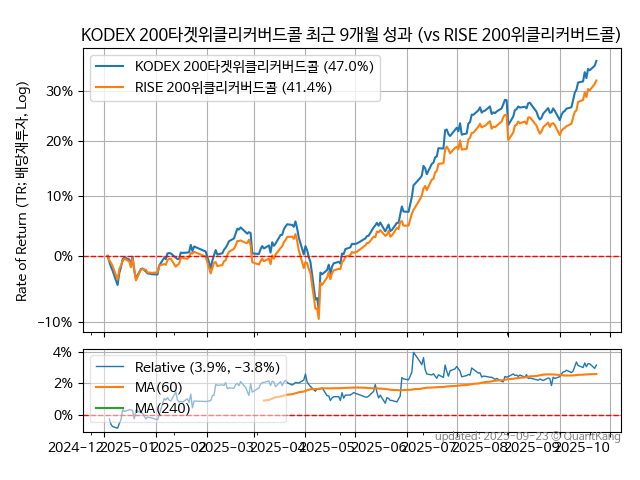 KODEX 200타겟위클리커버드콜 최근 9개월 성과 (vs RISE 200위클리커버드콜)
Rate of Return (TR: 배당재투자, Log)
KODEX 200타겟위클리커버드콜 (47.0%)
RISE 200위클리커버드콜 (41.4%)
30%
20%
10%
0%
−10%
4%
2%
0%
Relative (3.9%, −3.8%)
MA(60)
MA(240)
updated: 2025-09-23 © QuantKang
2024-12 2025-01 2025-02 2025-03 2025-04 2025-05 2025-06 2025-07 2025-08 2025-09 2025-10